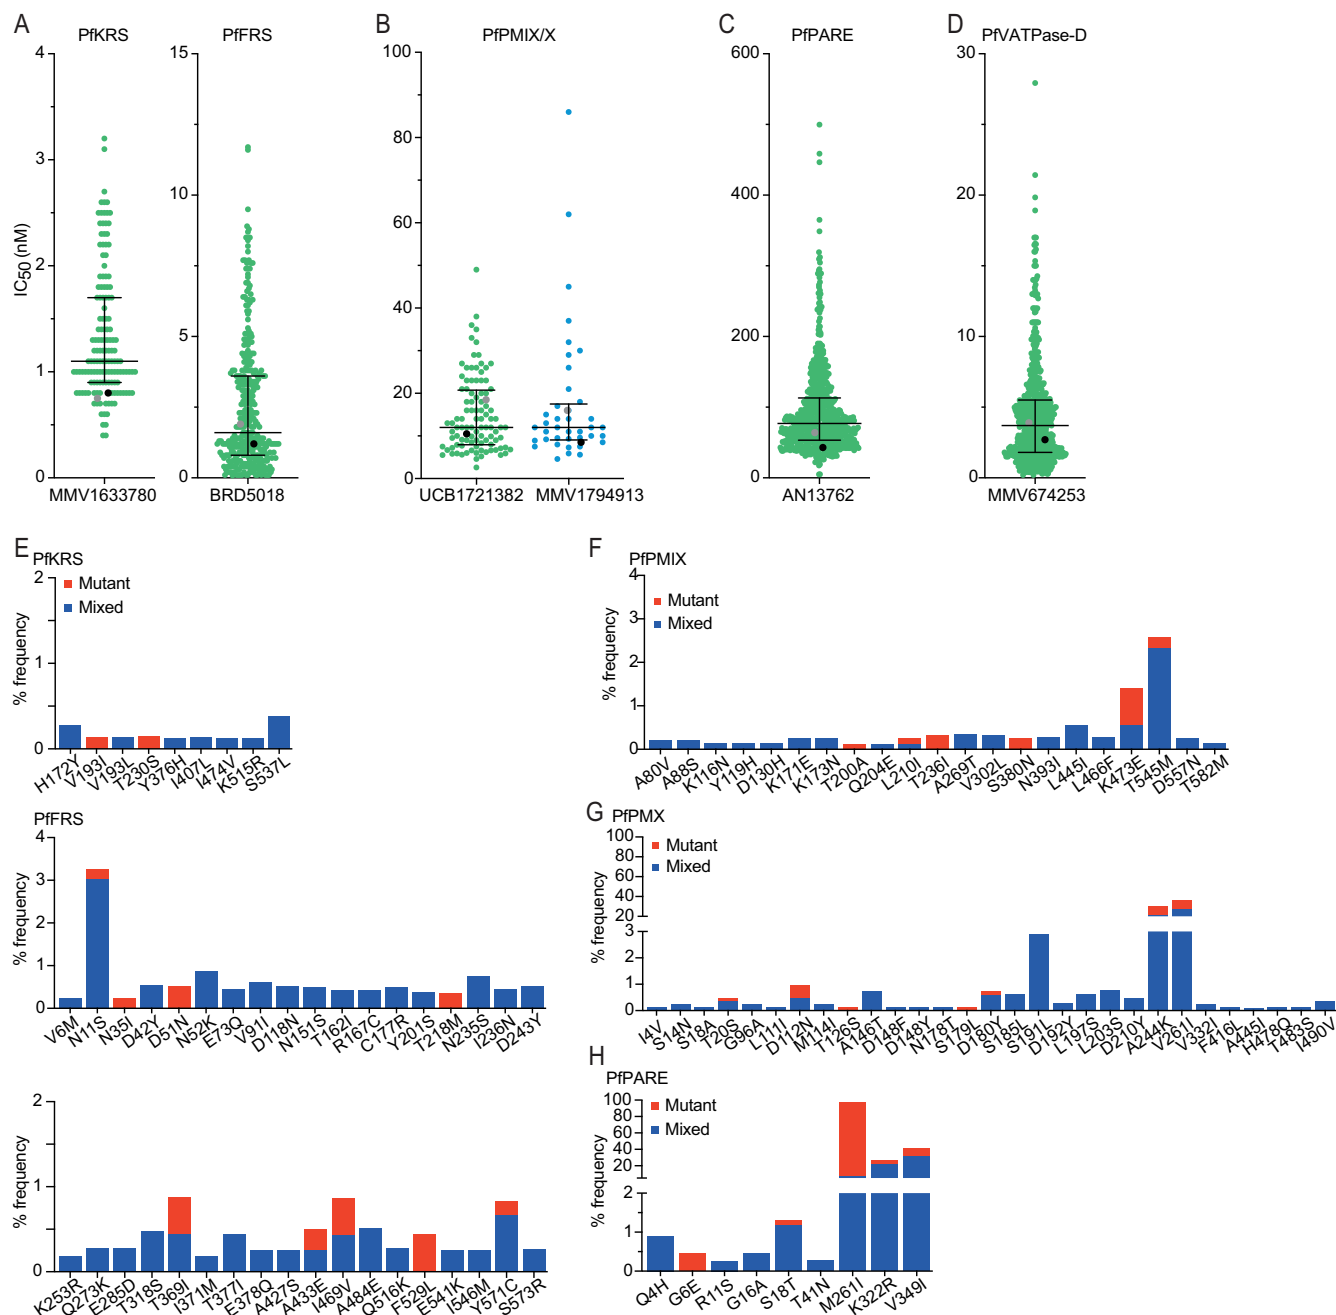 A
PfKRS
PfFRS
B
PfPMIX/X
C
PfPARE
D
PfVATPase-D
IC50 (nM)
4
3
2
1
0
15
10
5
0
100
80
60
40
20
0
600
400
200
0
30
20
10
0
MMV1633780
BRD5018
UCB1721382
MMV1794913
AN13762
MMV674253
E
PfKRS
Mutant
Mixed
% frequency
2
1
0
H172Y
V193I
V193L
T230S
Y376H
I407L
I474V
K515R
S537L
F
PfPMIX
Mutant
Mixed
% frequency
4
3
2
1
0
A80V
A88S
K116N
Y119H
D130H
K171E
K173N
T200A
Q204E
L210I
T236I
A269T
V302L
S380N
N393I
L445I
L466F
K473E
T545M
D557N
T582M
PfFRS
% frequency
4
3
2
1
0
V6M
N11S
N35I
D42Y
D51N
N52K
E73Q
V91I
D118N
N151S
T162I
R167C
C177R
Y201S
T218M
N235S
I236N
D243Y
G
PfPMX
Mutant
Mixed
% frequency
100
80
60
40
20
3
2
1
0
I4V
S14N
S18A
T20S
G96A
L111I
D112N
M114I
T126S
A146T
D148F
D148Y
N178T
S179L
D180Y
S185L
S191L
D192Y
L197S
L203S
D210Y
A244K
V261I
V332I
F416L
A445I
H478Q
T483S
I490V
% frequency
2
1
0
K253R
Q273K
E285D
T318S
T369I
I371M
T377I
E378Q
A427S
A433E
I469V
A484E
Q516K
F529L
E541K
I546M
Y571C
S573R
H
PfPARE
Mutant
Mixed
% frequency
100
80
60
40
20
2
1
0
Q4H
G6E
R11S
G16A
S18T
T41N
M261I
K322R
V349I